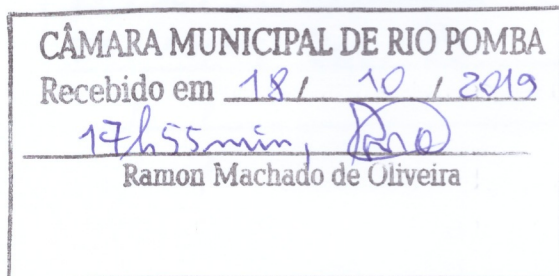 CÂMARA MUNICIPAL DE RIO POMBA
Recebido em 18 / 10 / 2019
17h55min,
Ramon Machado de Oliveira